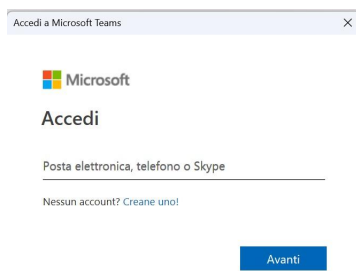 Accedi a Microsoft Teams
Microsoft
Accedi
Posta elettronica, telefono o Skype
Nessun account? Creane uno!
Avanti